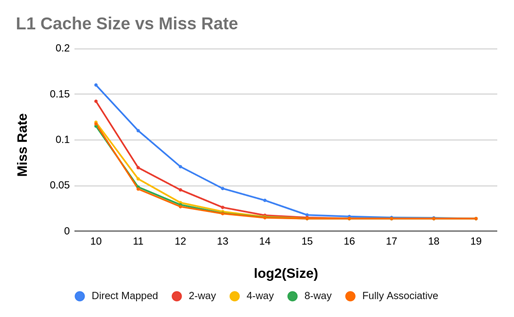 L1 Cache Size vs Miss Rate
0.2
0.15
0.1
0.05
0
Miss Rate
10 11 12 13 14 15 16 17 18 19
log2(Size)
Direct Mapped 2-way 4-way 8-way Fully Associative